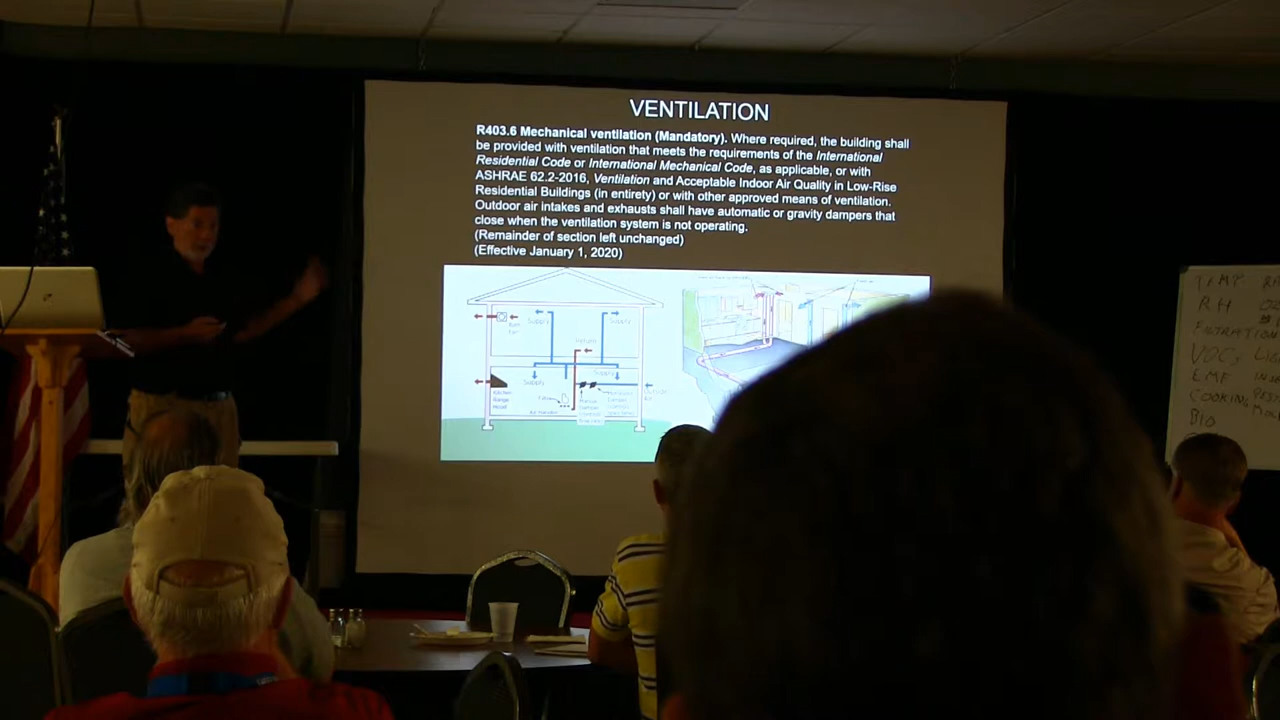 VENTILATION
R403.6 Mechanical ventilation (Mandatory). Where required, the building shall
be provided with ventilation that meets the requirements of the International
Residential Code or International Mechanical Code, as applicable, or with
ASHRAE 62.2-2016, Ventilation and Acceptable Indoor Air Quality in Low-Rise
Residential Buildings (in entirety) or with other approved means of ventilation.
Outdoor air intakes and exhausts shall have automatic or gravity dampers that
close when the ventilation system is not operating.
(Remainder of section left unchanged)
(Effective January 1, 2020)
Supply
Supply
Supply
Supply
Kitchen
Range
Hood
Air Handler
Outside
Air
TEMP
RH
VOC
EMF
COOKING
BIO